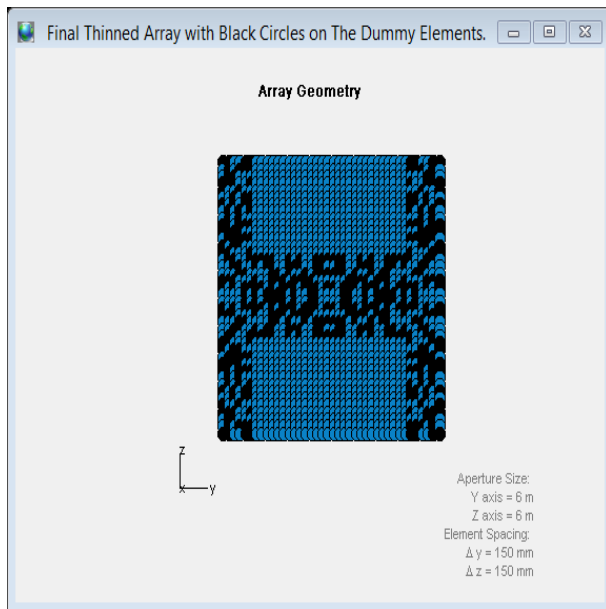 Final Thinned Array with Black Circles on The Dummy Elements.
Array Geometry
z
x y
Aperture Size:
Y axis = 6 m
Z axis = 6 m
Element Spacing:
Δ y = 150 mm
Δ z = 150 mm